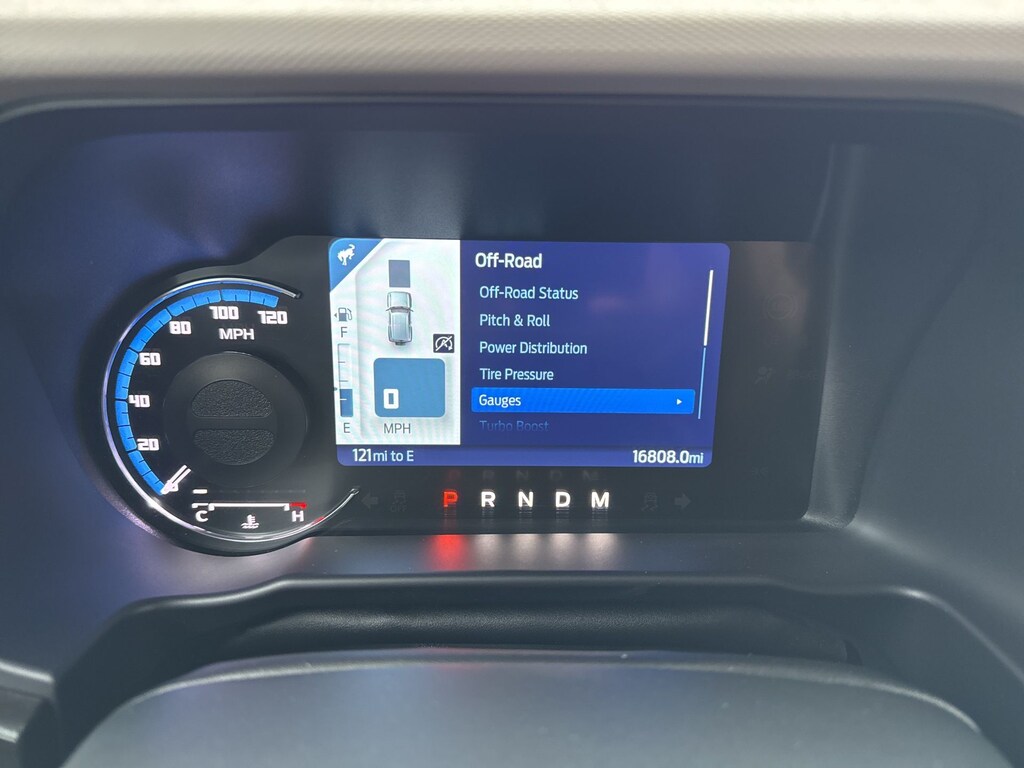 Off-Road
Off-Road Status
Pitch & Roll
Power Distribution
Tire Pressure
Gauges
Turbo Boost
F
E
0
MPH
121mi to E
16808.0mi
120
100
80
60
40
20
MPH
C
H
P R N D M